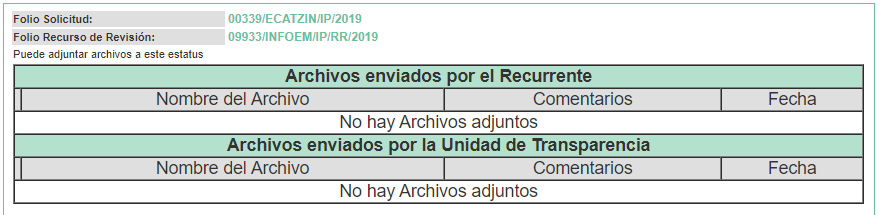 Folio Solicitud: 00339/ECATZIN/IP/2019
Folio Recurso de Revisión: 09933/INFOEM/IP/RR/2019
Puede adjuntar archivos a este estatus
Archivos enviados por el Recurrente
Nombre del Archivo Comentarios Fecha
No hay Archivos adjuntos
Archivos enviados por la Unidad de Transparencia
Nombre del Archivo Comentarios Fecha
No hay Archivos adjuntos